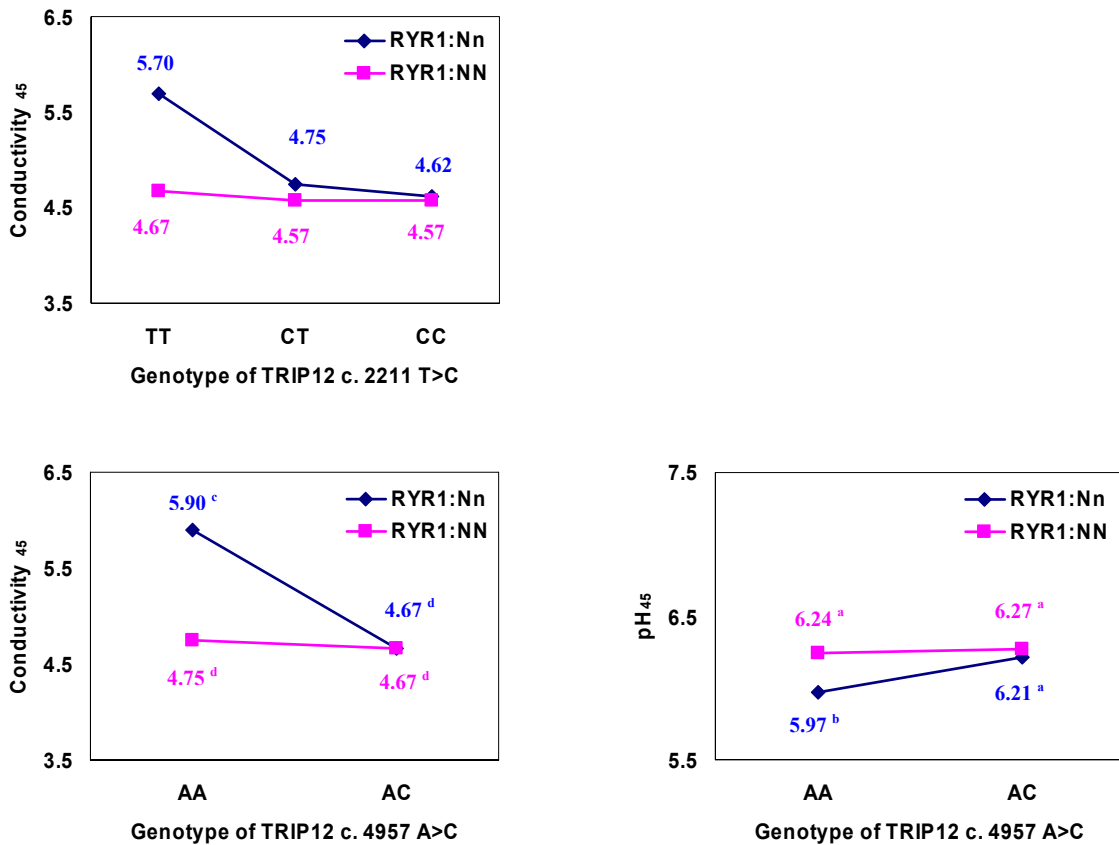 6.5
RYR1:Nn
RYR1:NN
5.70
5.5
4.75
4.62
Conductivity 45
4.5
4.67
4.57
4.57
3.5
TT
CT
CC
Genotype of TRIP12 c. 2211 T>C
6.5
RYR1:Nn
RYR1:NN
5.90 c
5.5
4.67 d
Conductivity 45
4.5
4.75 d
4.67 d
3.5
AA
AC
Genotype of TRIP12 c. 4957 A>C
7.5
RYR1:Nn
RYR1:NN
6.5
6.24 a
6.27 a
pH45
5.97 b
6.21 a
5.5
AA
AC
Genotype of TRIP12 c. 4957 A>C